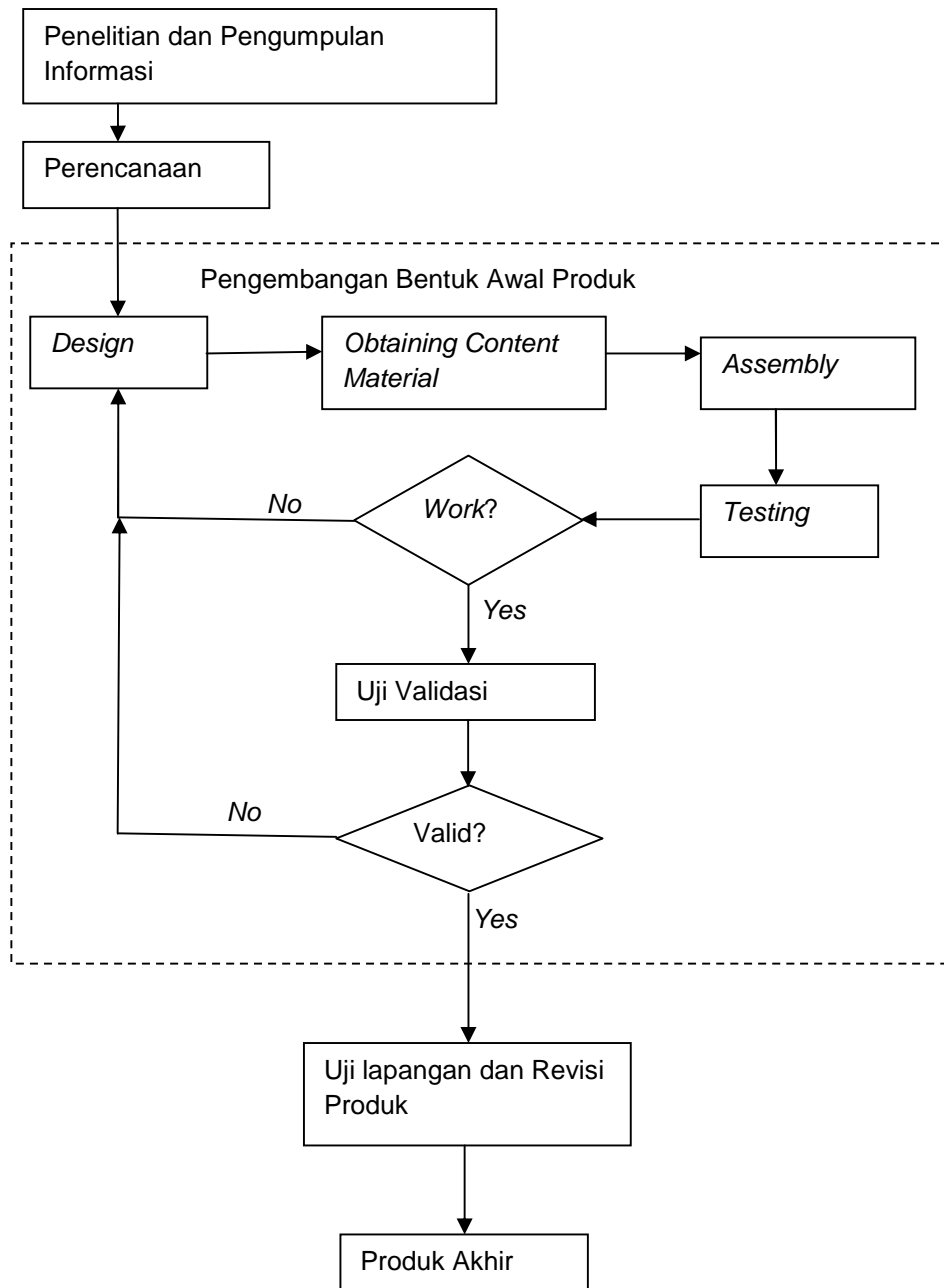 Penelitian dan Pengumpulan
Informasi
Perencanaan
Pengembangan Bentuk Awal Produk
Design
Obtaining Content
Material
Assembly
Testing
Work?
No
Yes
Uji Validasi
Valid?
No
Yes
Uji lapangan dan Revisi
Produk
Produk Akhir